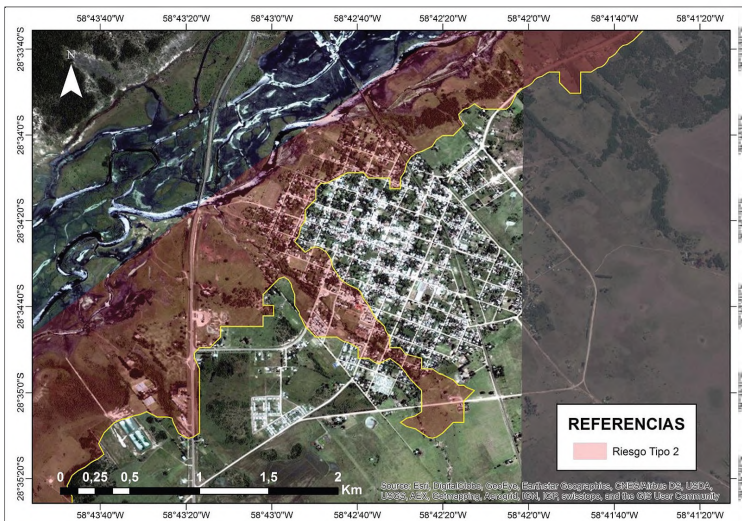 58°43'40"O 58°43'20"O 58°43'0"O 58°42'40"O 58°42'20"O 58°42'0"O 58°41'40"O 58°41'20"O
28°33'40"S
N
28°34'0"S
28°34'20"S
28°34'40"S
28°35'0"S
28°35'20"S
REFERENCIAS
Riesgo Tipo 2
0 0,25 0,5 1 1,5 2
Km
Source: Esri, DigitalGlobe, GeoEye, Earthstar Geographics, CNES/Airbus DS, USDA,
USGS, AEX, Getmapping, Aerogrid, IGN, IGP, swisstopo, and the GIS User Community
58°43'40"O 58°43'20"O 58°43'0"O 58°42'40"O 58°42'20"O 58°42'0"O 58°41'40"O 58°41'20"O